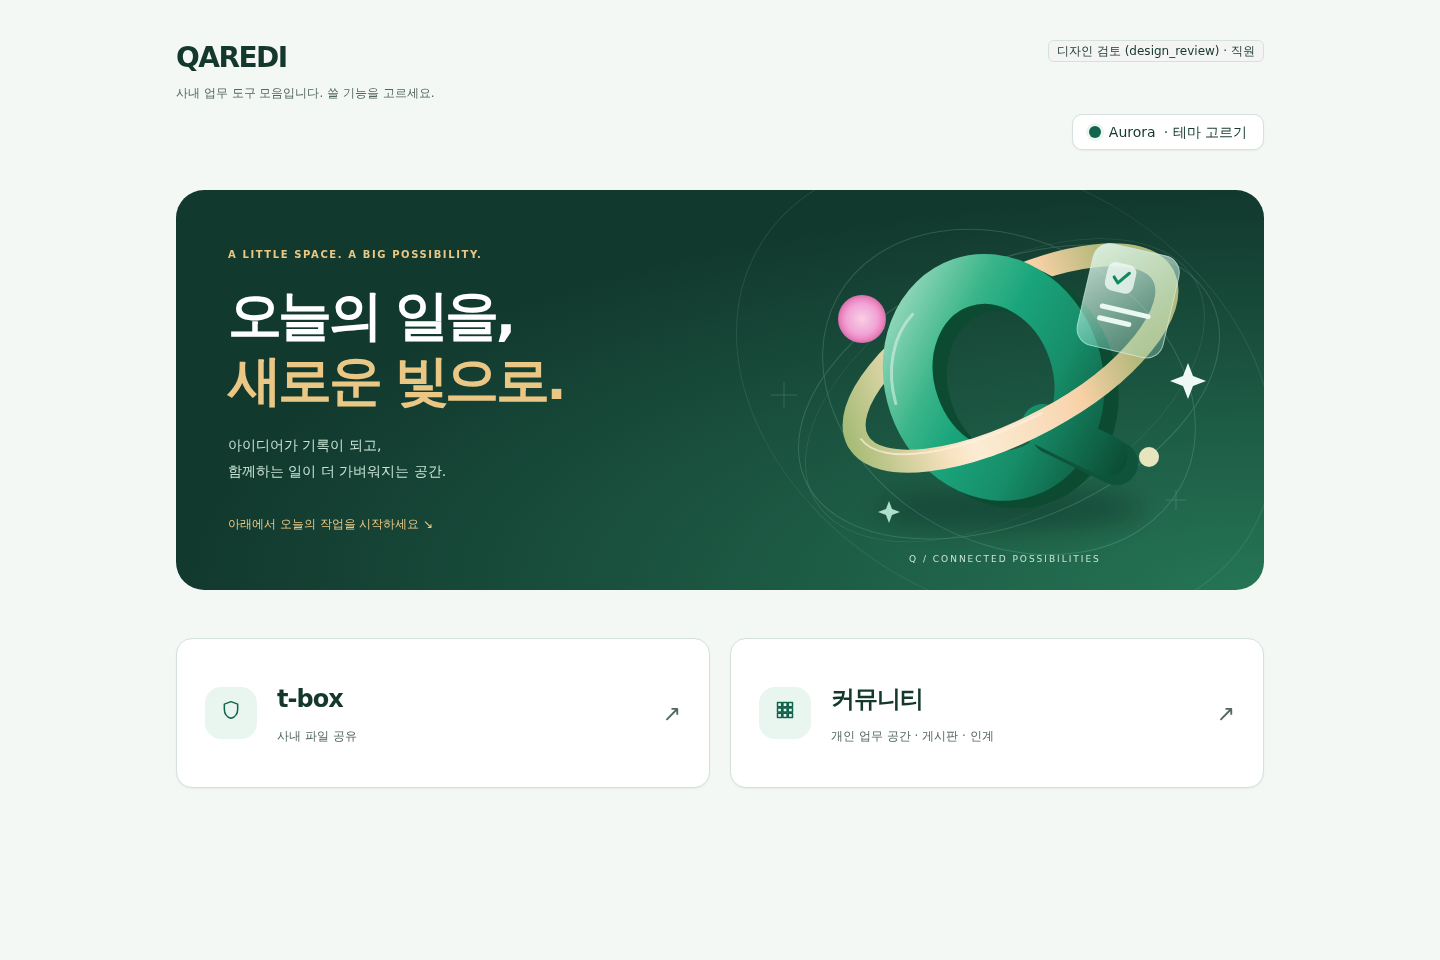 QAREDI
사내 업무 도구 모음입니다. 쓸 기능을 고르세요.
디자인 검토 (design_review) · 직원
Aurora · 테마 고르기
A LITTLE SPACE. A BIG POSSIBILITY.
오늘의 일을,
새로운 빛으로.
아이디어가 기록이 되고,
함께하는 일이 더 가벼워지는 공간.
아래에서 오늘의 작업을 시작하세요 ↘
Q / CONNECTED POSSIBILITIES
t-box
사내 파일 공유
↗
커뮤니티
개인 업무 공간 · 게시판 · 인계
↗